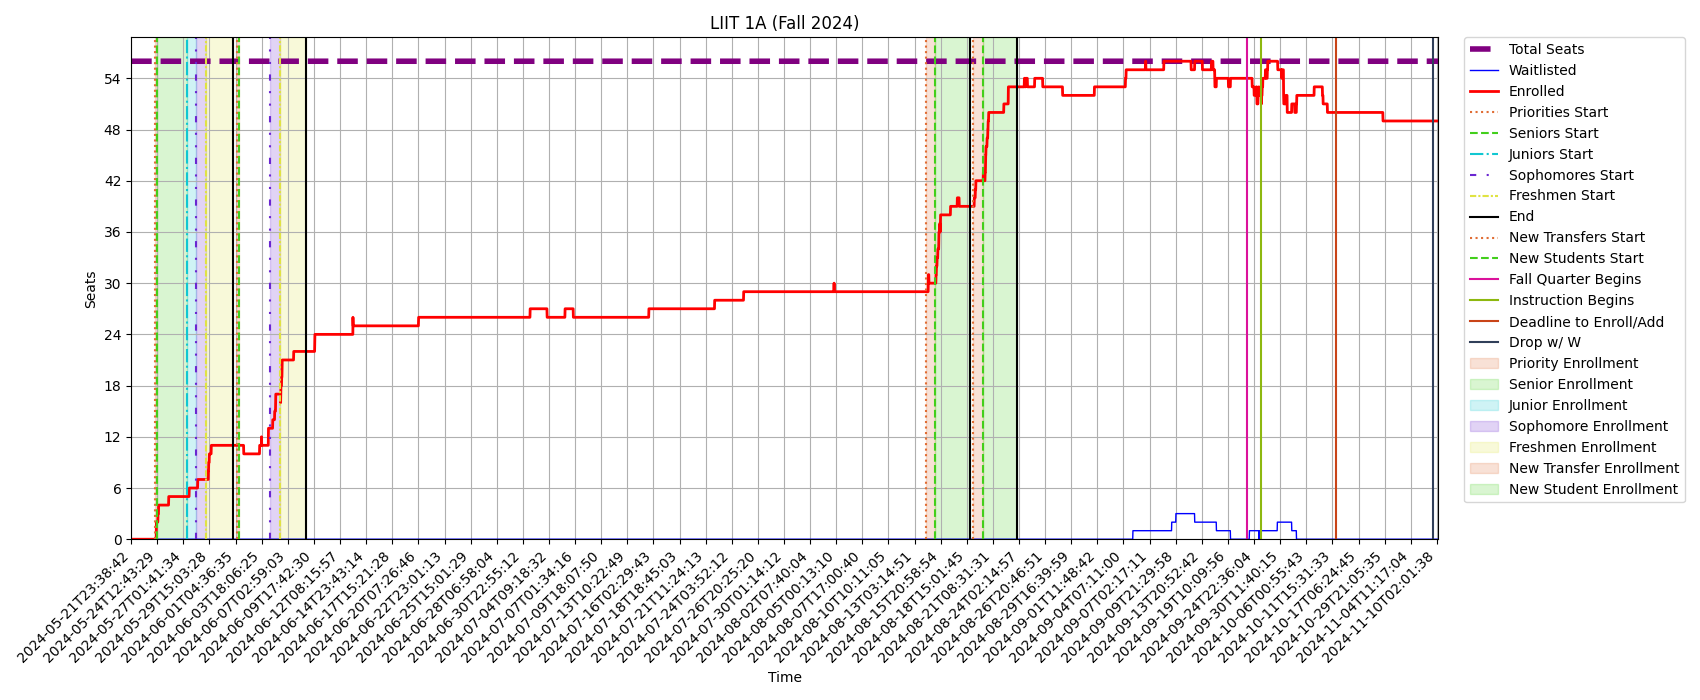 LIIT 1A (Fall 2024)
Seats
54
48
42
36
30
24
18
12
6
0
2024-05-21T23:38:42
2024-05-24T12:43:29
2024-05-27T01:41:34
2024-05-29T15:03:28
2024-06-01T04:36:35
2024-06-03T18:06:25
2024-06-07T02:59:03
2024-06-09T17:42:30
2024-06-12T08:15:57
2024-06-14T23:43:14
2024-06-17T15:21:28
2024-06-20T07:26:46
2024-06-22T23:01:13
2024-06-25T15:01:29
2024-06-28T06:58:04
2024-06-30T22:55:12
2024-07-04T09:18:32
2024-07-07T01:34:16
2024-07-09T18:07:50
2024-07-13T10:22:49
2024-07-16T02:29:43
2024-07-18T18:45:03
2024-07-21T11:24:13
2024-07-24T03:52:12
2024-07-26T20:25:20
2024-07-30T01:14:12
2024-08-02T07:40:04
2024-08-05T00:13:10
2024-08-07T17:00:40
2024-08-10T10:11:05
2024-08-13T03:14:51
2024-08-15T20:58:54
2024-08-18T15:01:45
2024-08-21T08:31:31
2024-08-24T02:14:57
2024-08-26T20:46:51
2024-08-29T16:39:59
2024-09-01T11:48:42
2024-09-04T07:11:00
2024-09-07T02:17:11
2024-09-09T21:29:58
2024-09-13T20:52:42
2024-09-19T10:09:56
2024-09-24T22:36:04
2024-09-30T11:40:15
2024-10-06T00:55:43
2024-10-11T15:31:33
2024-10-17T06:24:45
2024-10-29T21:05:35
2024-11-04T11:17:04
2024-11-10T02:01:38
Time
Total Seats
Waitlisted
Enrolled
Priorities Start
Seniors Start
Juniors Start
Sophomores Start
Freshmen Start
End
New Transfers Start
New Students Start
Fall Quarter Begins
Instruction Begins
Deadline to Enroll/Add
Drop w/ W
Priority Enrollment
Senior Enrollment
Junior Enrollment
Sophomore Enrollment
Freshmen Enrollment
New Transfer Enrollment
New Student Enrollment